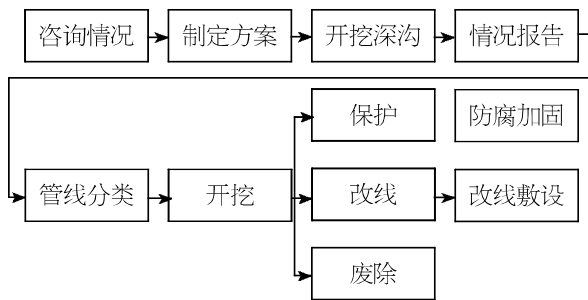 咨询情况
制定方案
开挖深沟
情况报告
保护
防腐加固
管线分类
开挖
改线
改线敷设
废除